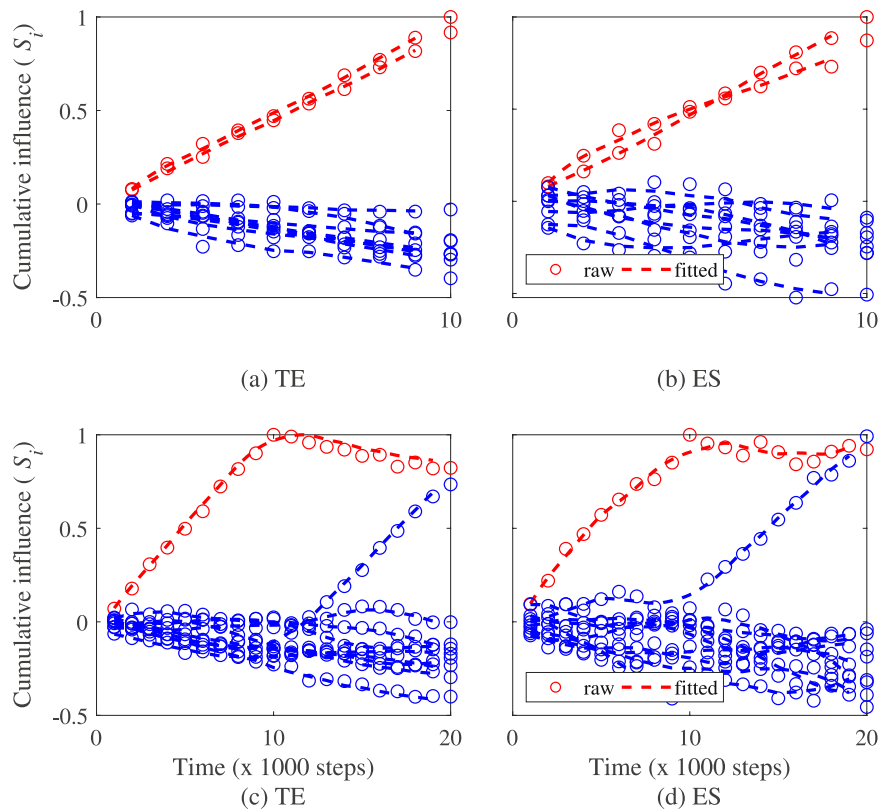 1
0.5
0
-0.5
Cumulative influence ( S_i )
0
10
(a) TE
raw
fitted
0
10
(b) ES
1
0.5
0
-0.5
Cumulative influence ( S_i )
0
10
20
Time (x 1000 steps)
(c) TE
raw
fitted
0
10
20
Time (x 1000 steps)
(d) ES